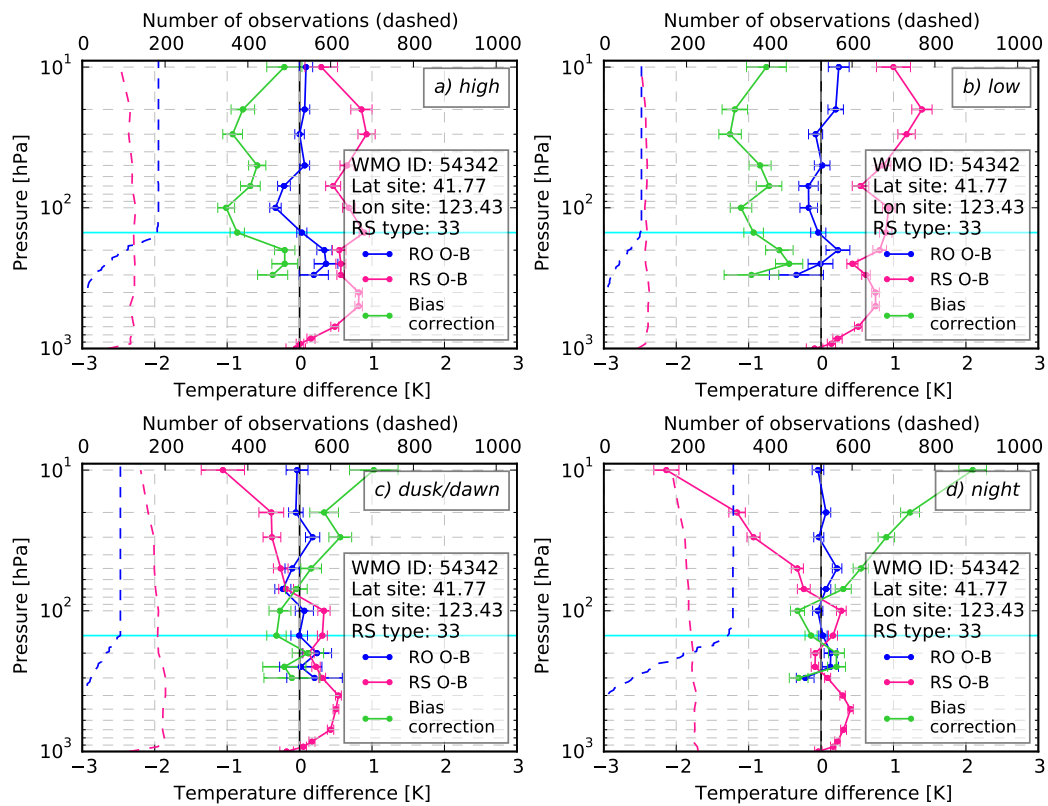 Number of observations (dashed)
Number of observations (dashed)
0 200 400 600 800 1000
0 200 400 600 800 1000
10¹
10²
10³
Pressure [hPa]
a) high
WMO ID: 54342
Lat site: 41.77
Lon site: 123.43
RS type: 33
RO O-B
RS O-B
Bias
correction
−3 −2 −1 0 1 2 3
Temperature difference [K]
10¹
10²
10³
Pressure [hPa]
b) low
WMO ID: 54342
Lat site: 41.77
Lon site: 123.43
RS type: 33
RO O-B
RS O-B
Bias
correction
−3 −2 −1 0 1 2 3
Temperature difference [K]
Number of observations (dashed)
Number of observations (dashed)
0 200 400 600 800 1000
0 200 400 600 800 1000
10¹
10²
10³
Pressure [hPa]
c) dusk/dawn
WMO ID: 54342
Lat site: 41.77
Lon site: 123.43
RS type: 33
RO O-B
RS O-B
Bias
correction
−3 −2 −1 0 1 2 3
Temperature difference [K]
10¹
10²
10³
Pressure [hPa]
d) night
WMO ID: 54342
Lat site: 41.77
Lon site: 123.43
RS type: 33
RO O-B
RS O-B
Bias
correction
−3 −2 −1 0 1 2 3
Temperature difference [K]